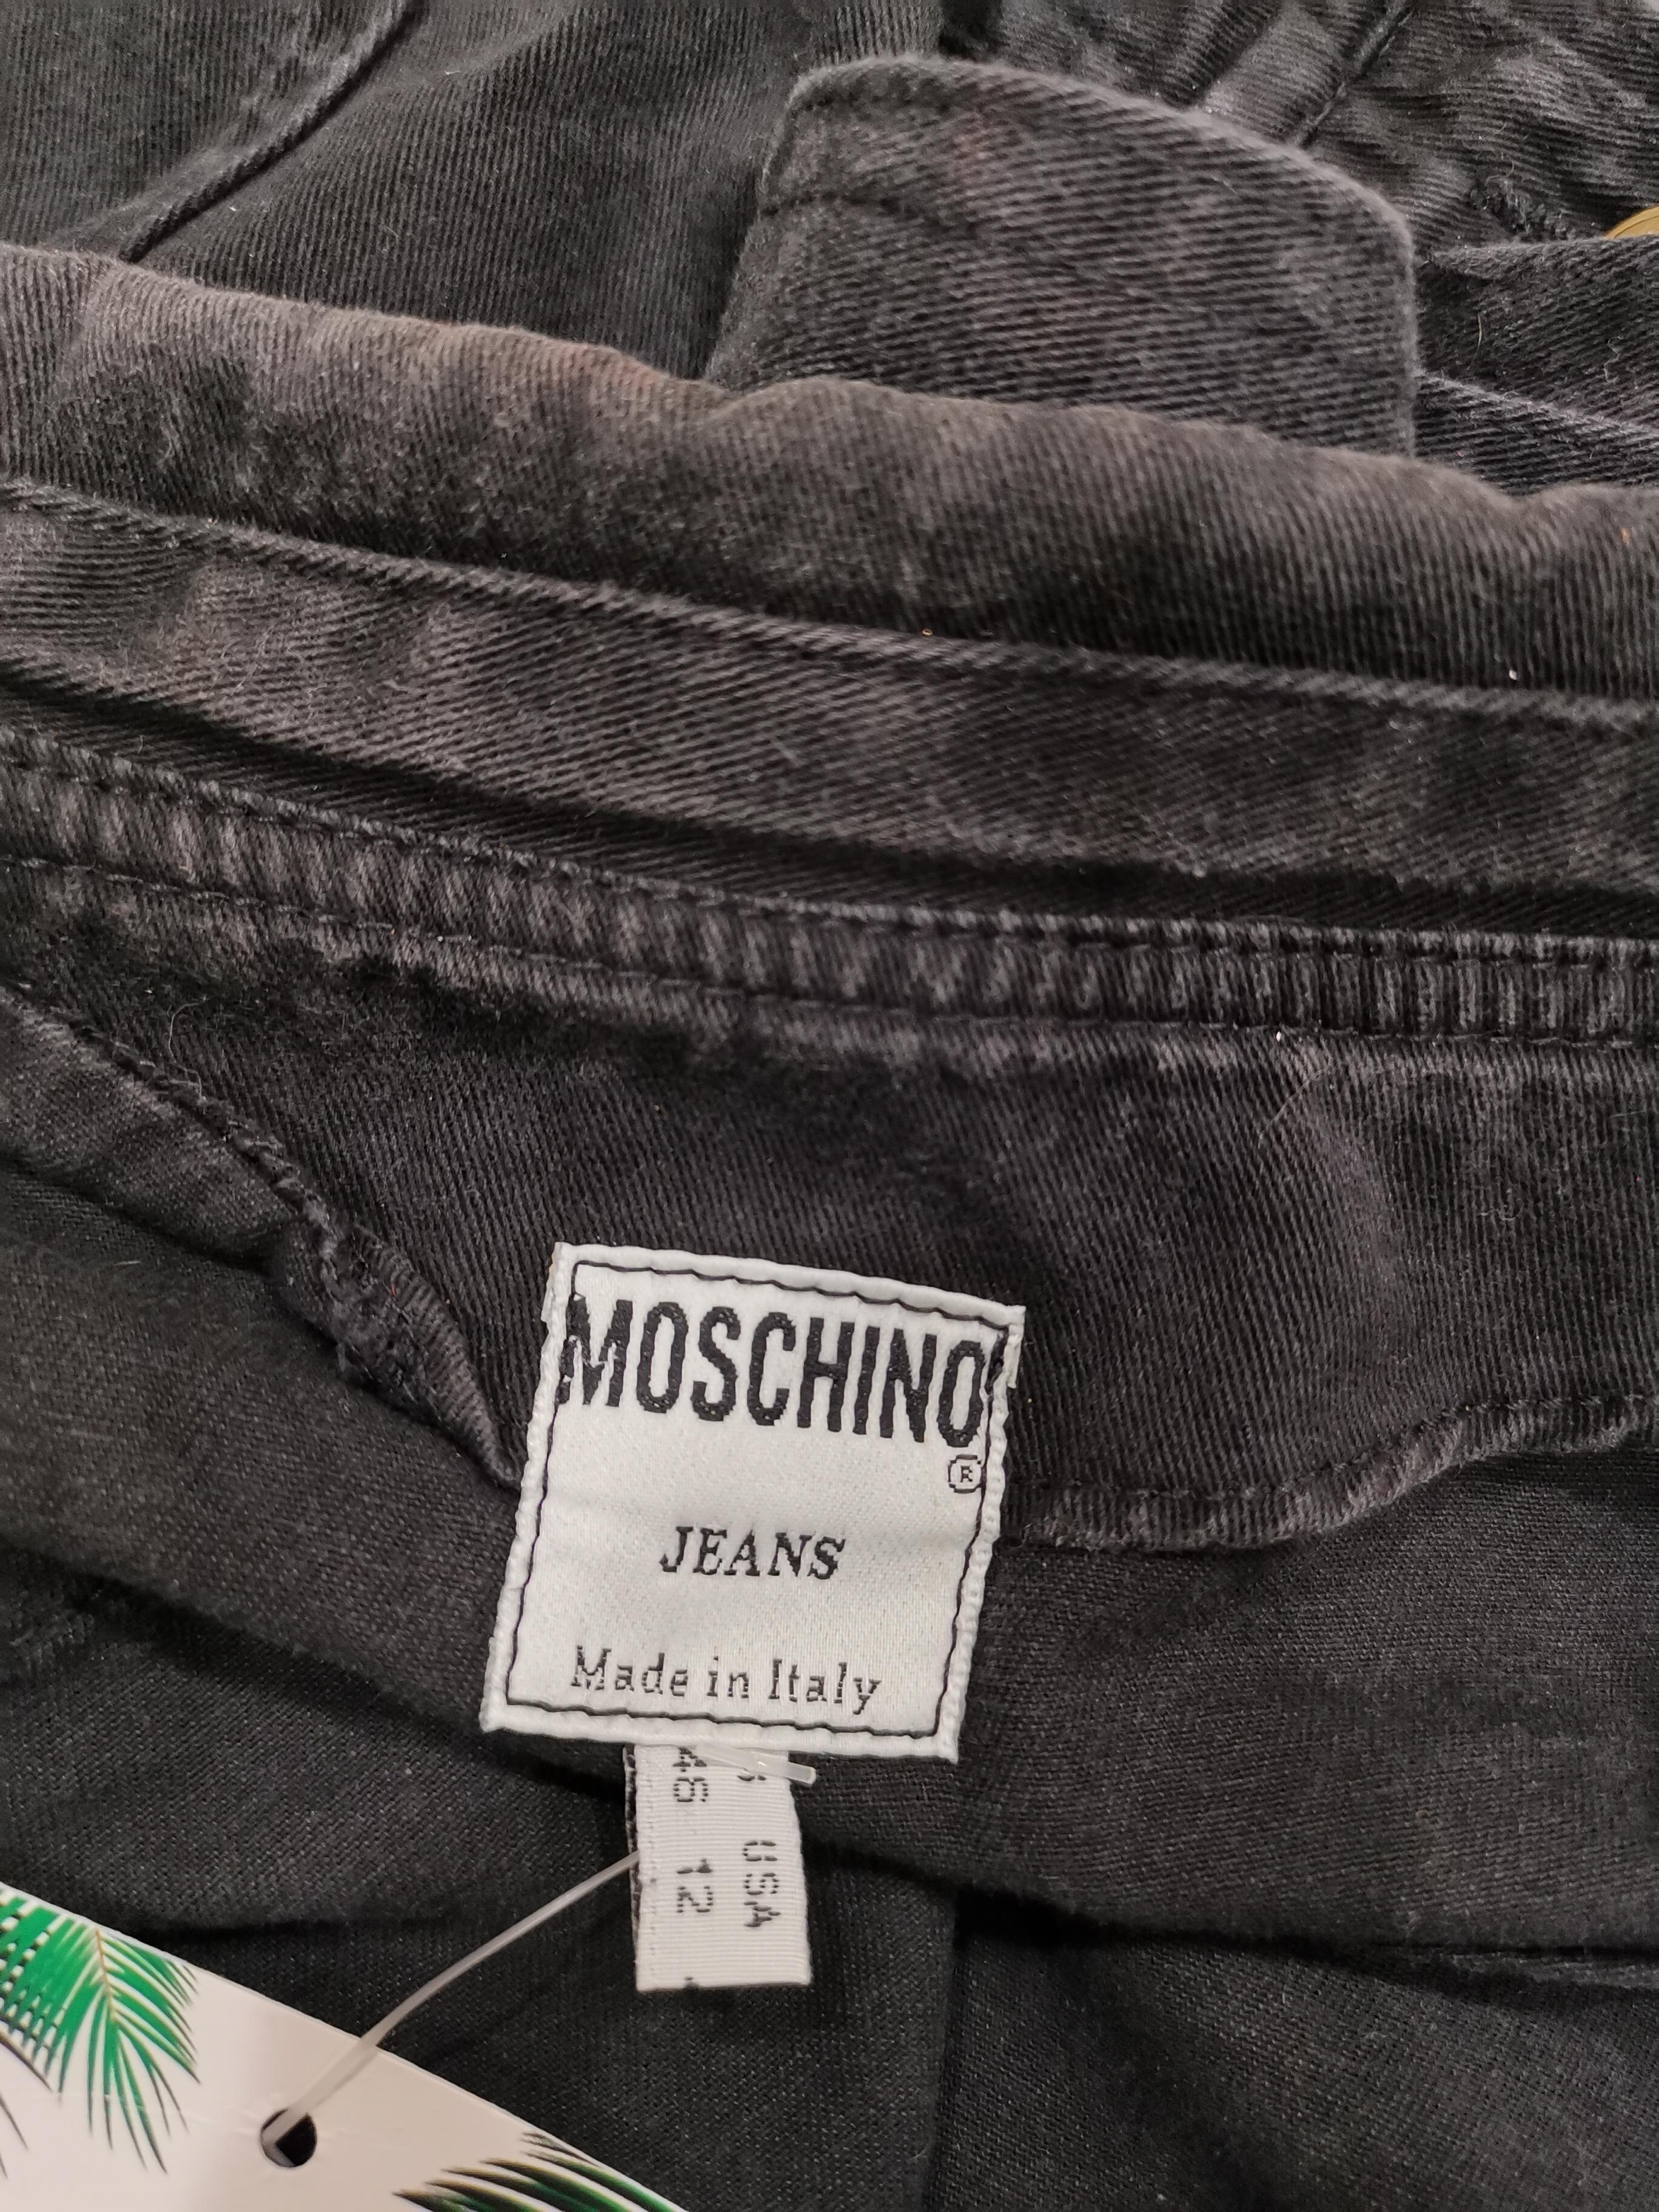 MOSCHINO
®
JEANS
Made in Italy
USA
46 12